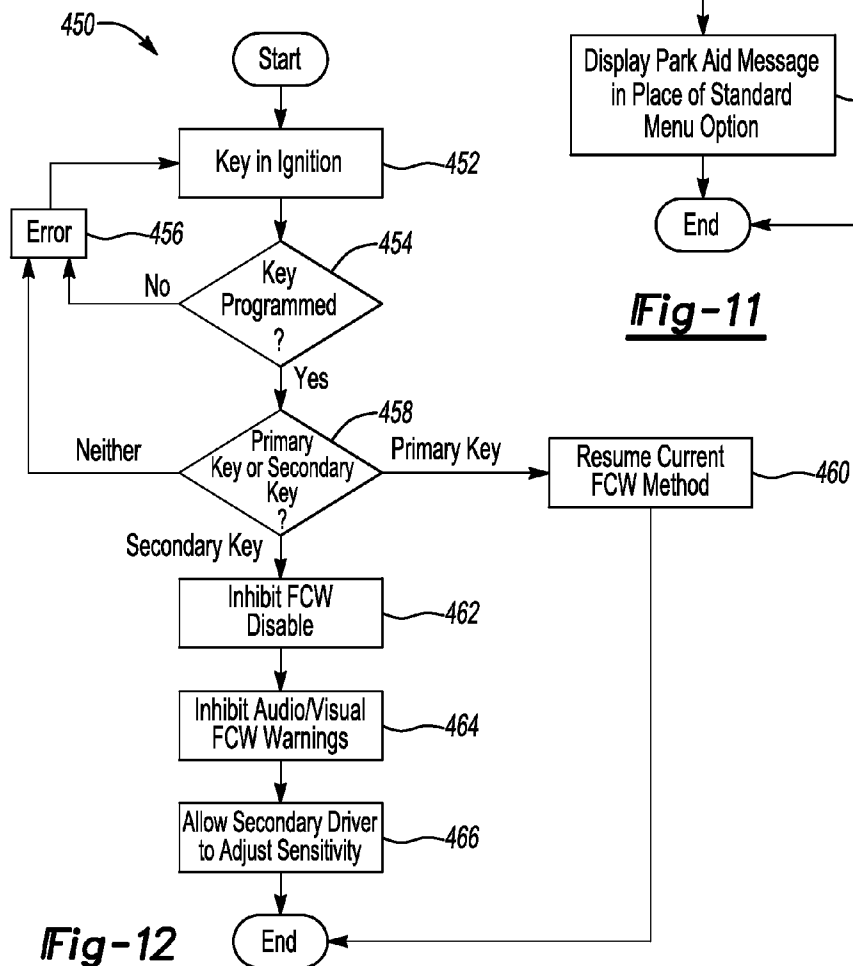 450
Start
Key in Ignition
452
Error
456
454
Key
Programmed
?
No
Yes
458
Primary
Key or Secondary
Key
?
Neither
Primary Key
Resume Current
FCW Method
460
Secondary Key
Inhibit FCW
Disable
462
Inhibit Audio/Visual
FCW Warnings
464
Allow Secondary Driver
to Adjust Sensitivity
466
End
Fig-12
Display Park Aid Message
in Place of Standard
Menu Option
End
Fig-11